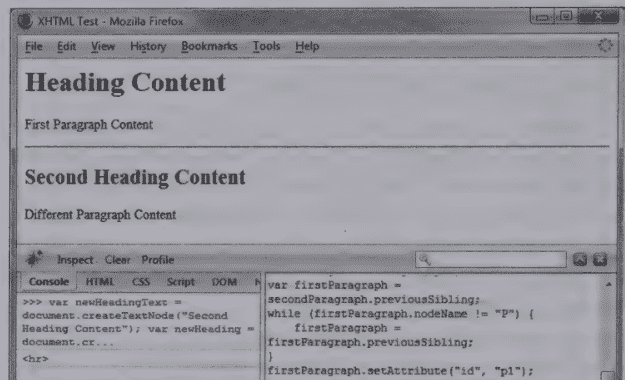 XHTML Test - Mozilla Firefox
File Edit View History Bookmarks Tools Help
Heading Content
First Paragraph Content
Second Heading Content
Different Paragraph Content
Inspect Clear Profile
Console HTML CSS Script DOM
>>> var newHeadingText =
document.createTextNode("Second
Heading Content"); var newHeading =
document.cr...
<hr>
var firstParagraph =
secondParagraph.previousSibling;
while (firstParagraph.nodeName != "P") {
firstParagraph =
firstParagraph.previousSibling;
}
firstParagraph.setAttribute("id", "p1");